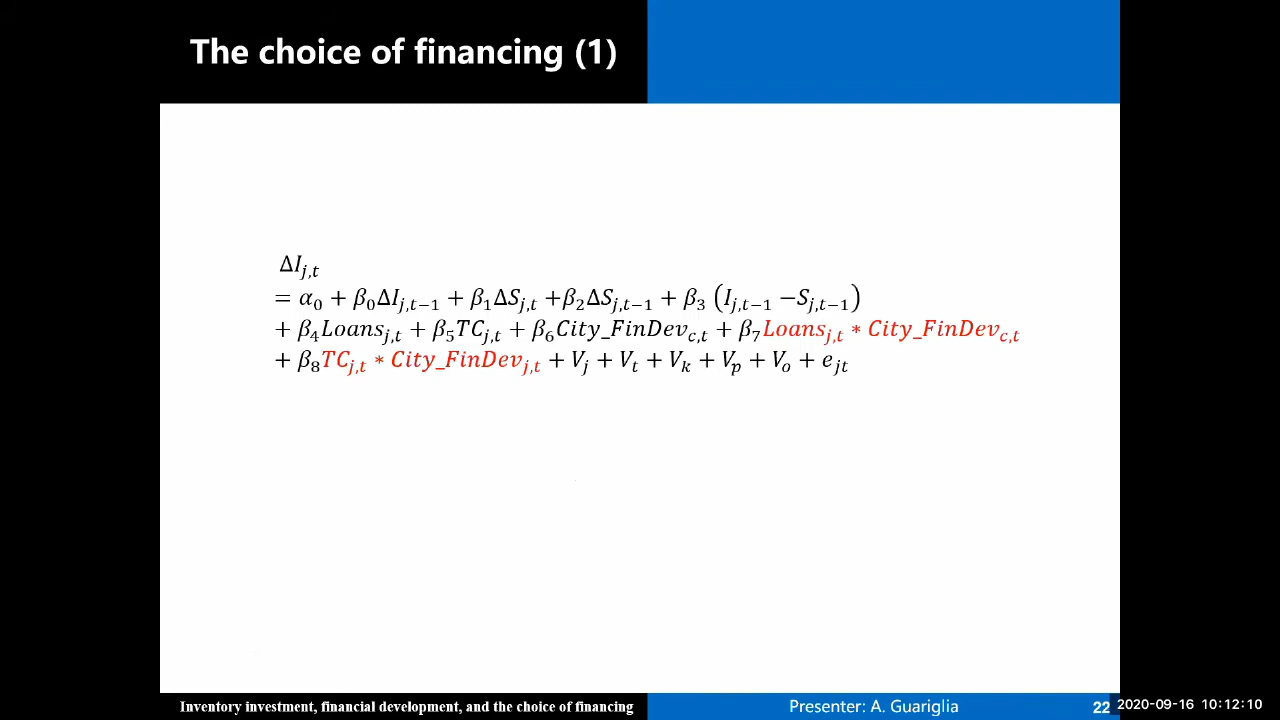 The choice of financing (1)
ΔI_{j,t}
= α_0 + β_0ΔI_{j,t−1} + β_1ΔS_{j,t} + β_2ΔS_{j,t−1} + β_3 (I_{j,t−1} − S_{j,t−1})
+ β_4Loans_{j,t} + β_5TC_{j,t} + β_6City_FinDev_{c,t} + β_7Loans_{j,t} * City_FinDev_{c,t}
+ β_8TC_{j,t} * City_FinDev_{j,t} + V_j + V_t + V_k + V_p + V_o + e_{jt}
Inventory investment, financial development, and the choice of financing
Presenter: A. Guariglia
22
2020-09-16 10:12:10